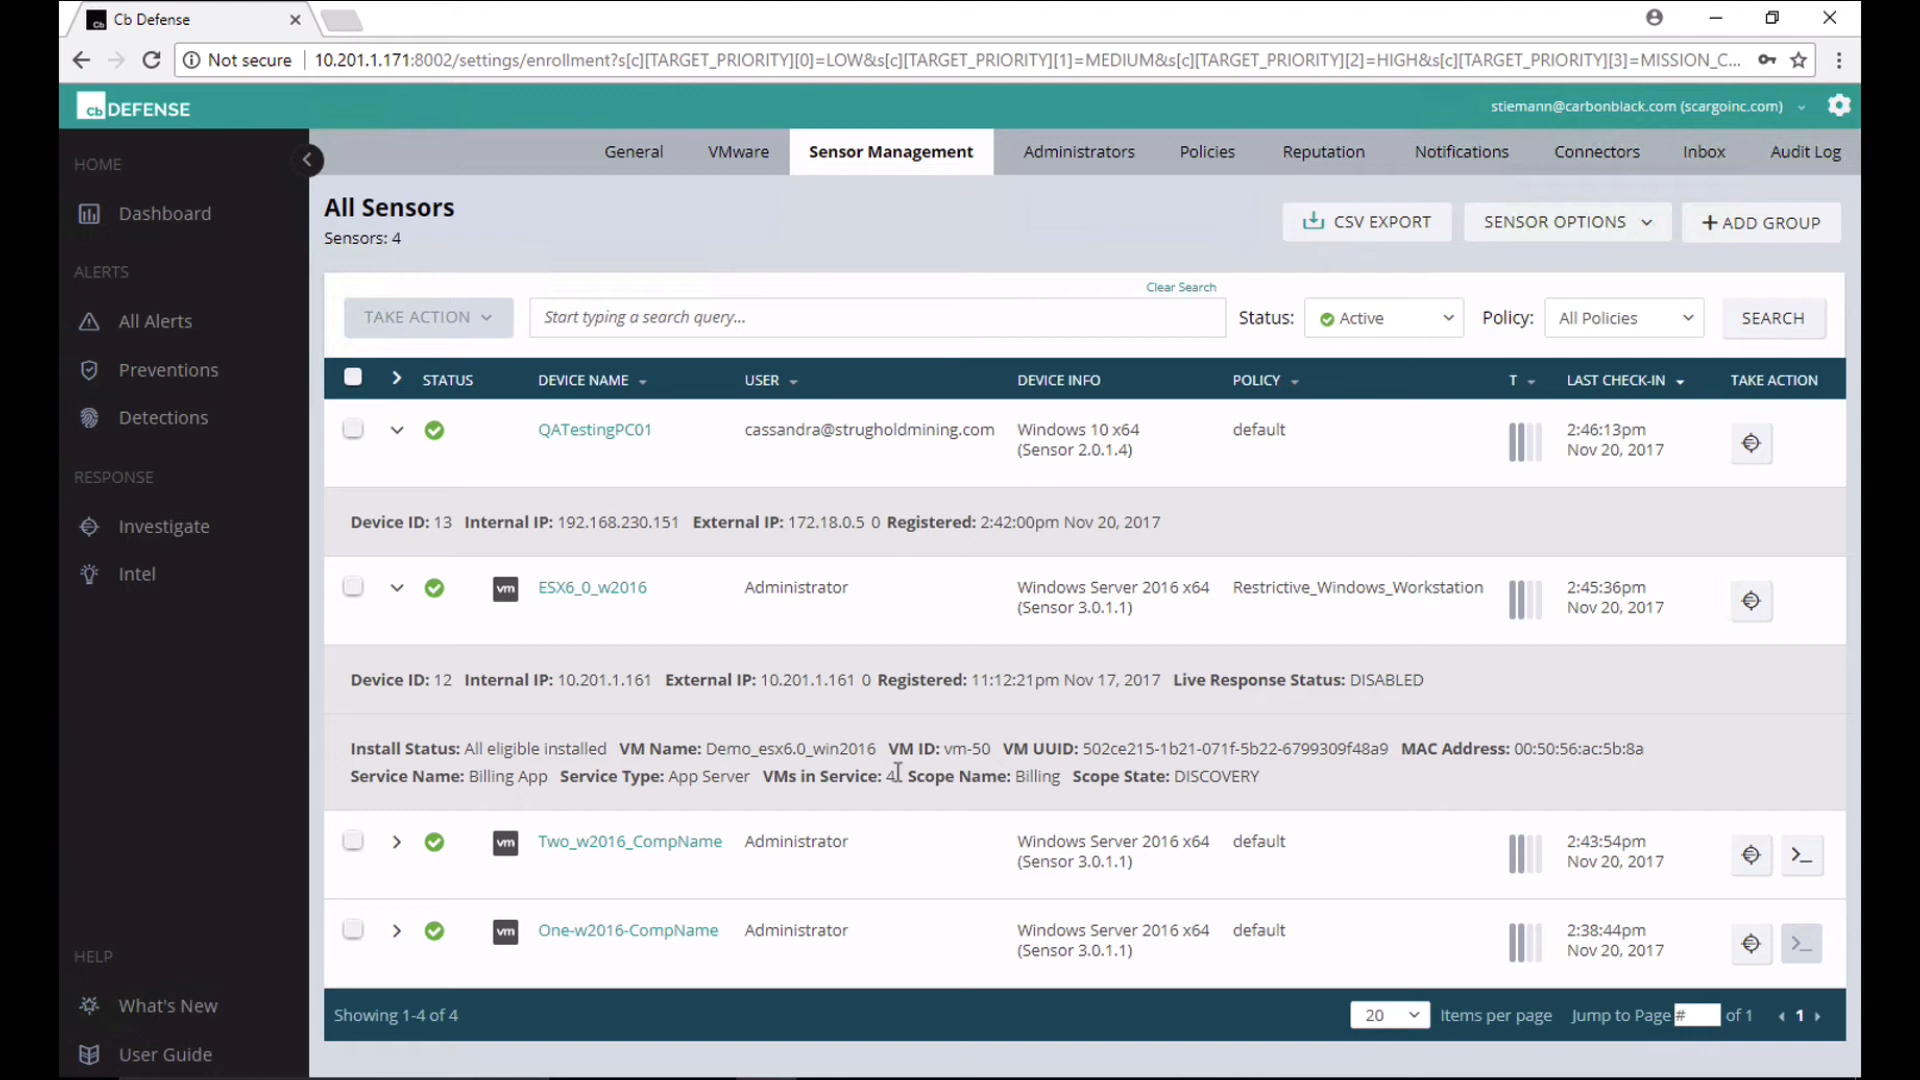 Cb Defense
Not secure 10.201.1.171:8002/settings/enrollment?s[c][TARGET_PRIORITY][0]=LOW&s[c][TARGET_PRIORITY][1]=MEDIUM&s[c][TARGET_PRIORITY][2]=HIGH&s[c][TARGET_PRIORITY][3]=MISSION_C...
Cb DEFENSE
stiemann@carbonblack.com (scargoinc.com)
HOME
Dashboard
ALERTS
All Alerts
Preventions
Detections
RESPONSE
Investigate
Intel
HELP
What's New
User Guide
General VMware Sensor Management Administrators Policies Reputation Notifications Connectors Inbox Audit Log
All Sensors
Sensors: 4
CSV EXPORT SENSOR OPTIONS + ADD GROUP
Clear Search
TAKE ACTION Start typing a search query... Status: Active Policy: All Policies SEARCH
STATUS DEVICE NAME USER DEVICE INFO POLICY T LAST CHECK-IN TAKE ACTION
QATestingPC01 cassandra@strugholdmining.com Windows 10 x64 default 2:46:13pm
(Sensor 2.0.1.4) Nov 20, 2017
Device ID: 13 Internal IP: 192.168.230.151 External IP: 172.18.0.5 0 Registered: 2:42:00pm Nov 20, 2017
vm ESX6_0_w2016 Administrator Windows Server 2016 x64 Restrictive_Windows_Workstation 2:45:36pm
(Sensor 3.0.1.1) Nov 20, 2017
Device ID: 12 Internal IP: 10.201.1.161 External IP: 10.201.1.161 0 Registered: 11:12:21pm Nov 17, 2017 Live Response Status: DISABLED
Install Status: All eligible installed VM Name: Demo_esx6.0_win2016 VM ID: vm-50 VM UUID: 502ce215-1b21-071f-5b22-6799309f48a9 MAC Address: 00:50:56:ac:5b:8a
Service Name: Billing App Service Type: App Server VMs in Service: 4 Scope Name: Billing Scope State: DISCOVERY
vm Two_w2016_CompName Administrator Windows Server 2016 x64 default 2:43:54pm
(Sensor 3.0.1.1) Nov 20, 2017
vm One-w2016-CompName Administrator Windows Server 2016 x64 default 2:38:44pm
(Sensor 3.0.1.1) Nov 20, 2017
Showing 1-4 of 4 20 Items per page Jump to Page # of 1 1